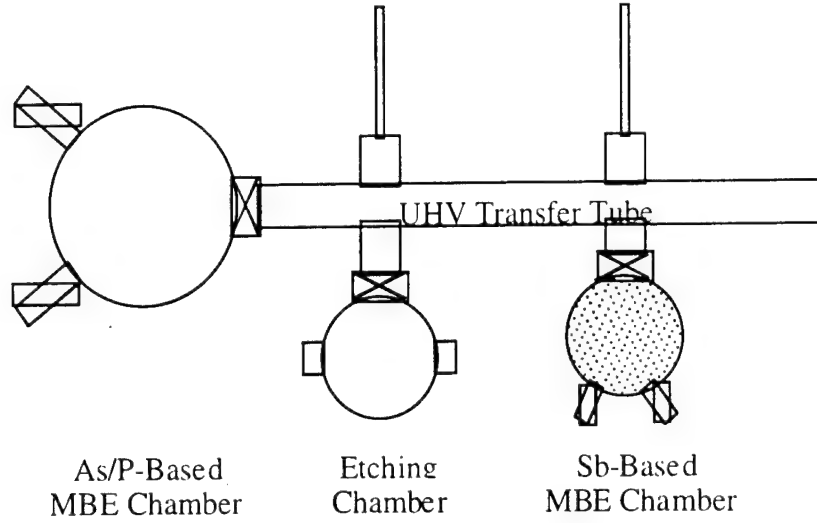 UHV Transfer Tube
As/P-Based
MBE Chamber
Etching
Chamber
Sb-Based
MBE Chamber